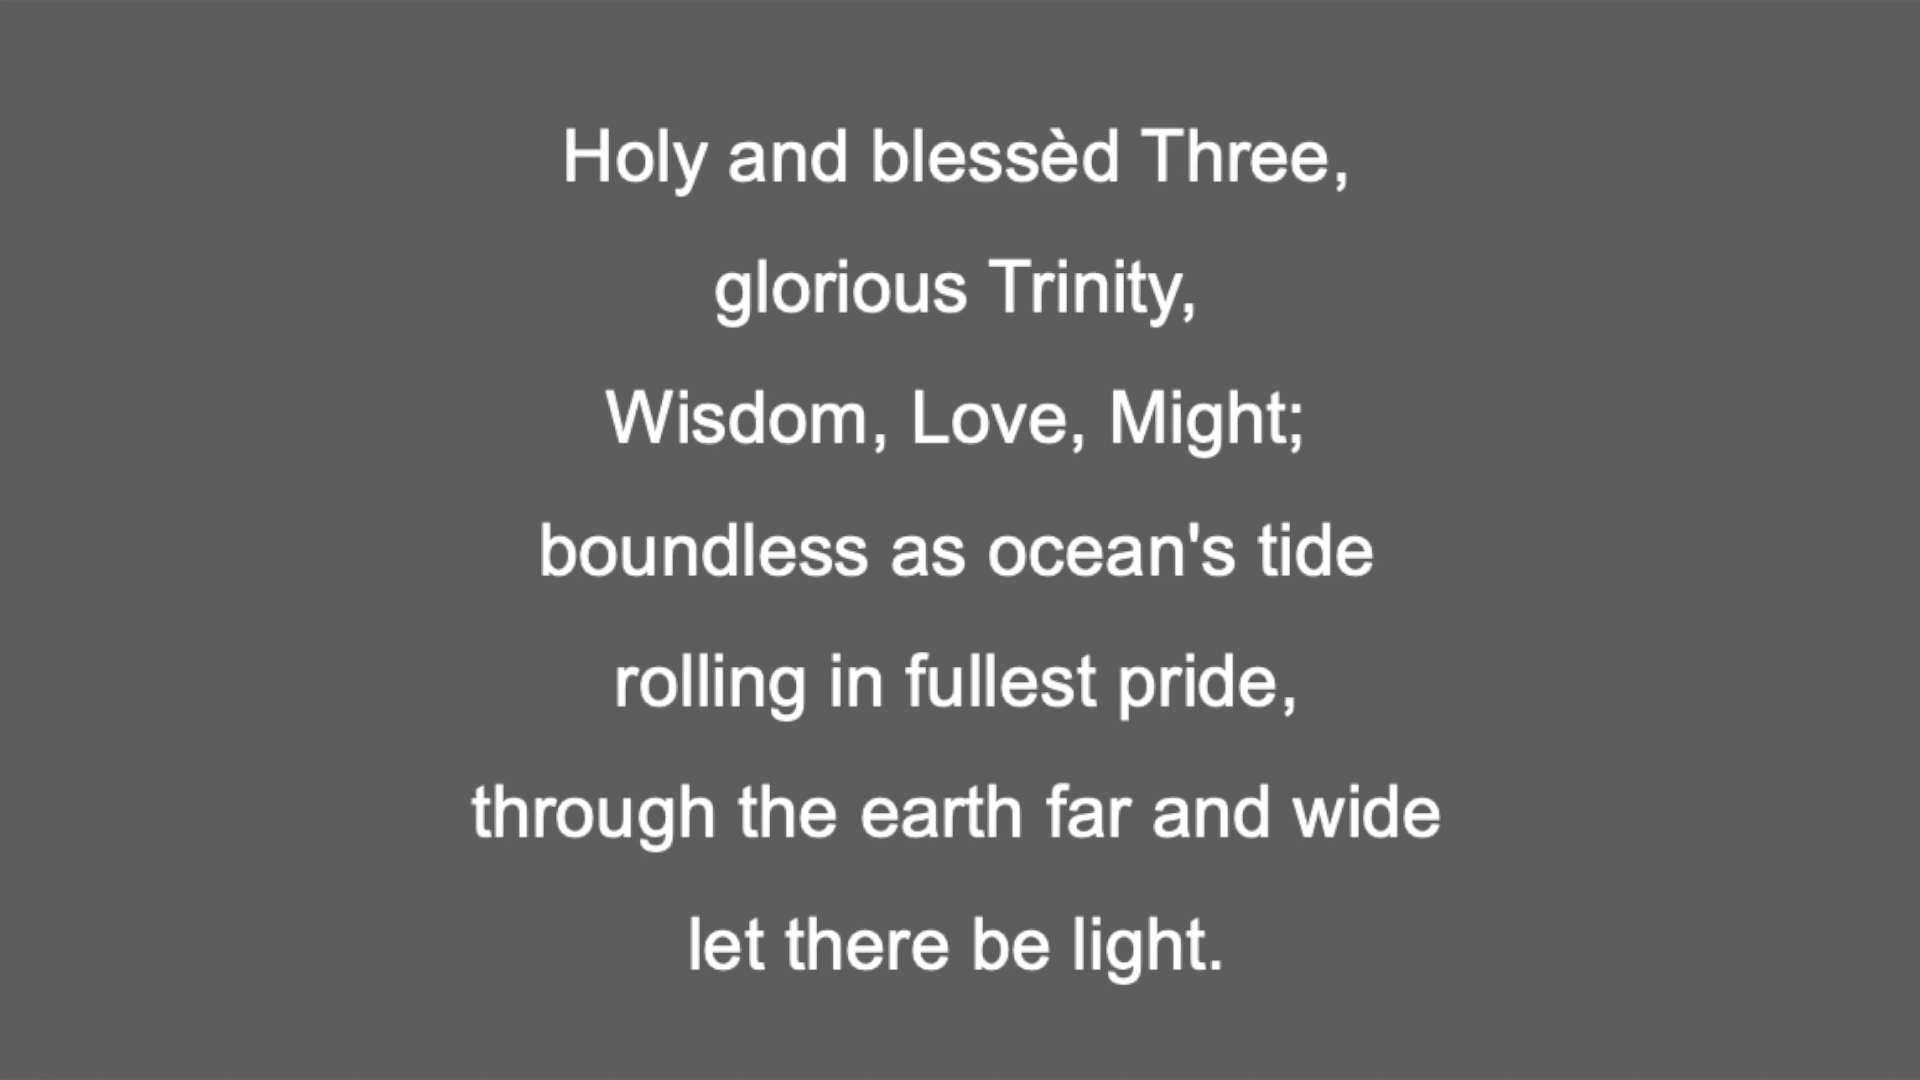 Holy and blessèd Three,
glorious Trinity,
Wisdom, Love, Might;
boundless as ocean's tide
rolling in fullest pride,
through the earth far and wide
let there be light.